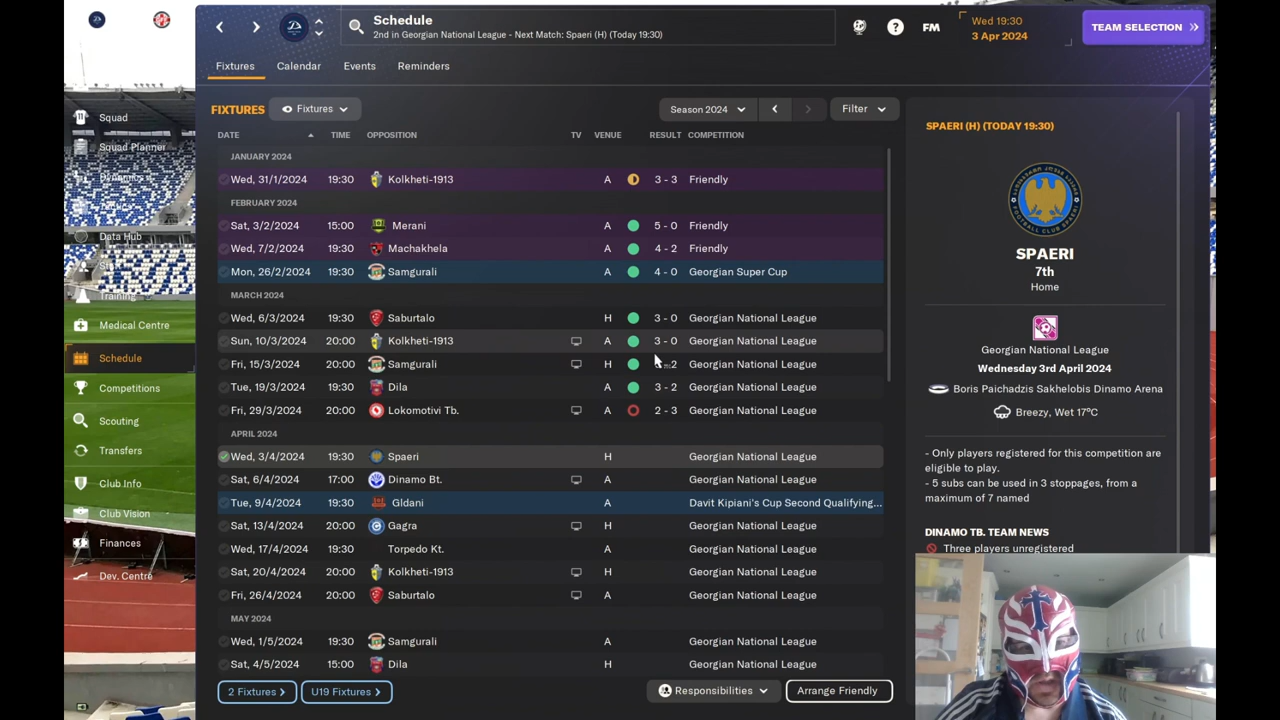 Schedule
2nd in Georgian National League - Next Match: Spaeri (H) (Today 19:30)
FM
Wed 19:30
3 Apr 2024
TEAM SELECTION
Fixtures Calendar Events Reminders
FIXTURES Fixtures Season 2024 Filter
DATE TIME OPPOSITION TV VENUE RESULT COMPETITION
JANUARY 2024
Wed, 31/1/2024 19:30 Kolkheti-1913 A 3 - 3 Friendly
FEBRUARY 2024
Sat, 3/2/2024 15:00 Merani A 5 - 0 Friendly
Wed, 7/2/2024 19:30 Machakhela A 4 - 2 Friendly
Mon, 26/2/2024 19:30 Samgurali A 4 - 0 Georgian Super Cup
MARCH 2024
Wed, 6/3/2024 19:30 Saburtalo H 3 - 0 Georgian National League
Sun, 10/3/2024 20:00 Kolkheti-1913 A 3 - 0 Georgian National League
Fri, 15/3/2024 20:00 Samgurali H 2 Georgian National League
Tue, 19/3/2024 19:30 Dila A 3 - 2 Georgian National League
Fri, 29/3/2024 20:00 Lokomotivi Tb. A 2 - 3 Georgian National League
APRIL 2024
Wed, 3/4/2024 19:30 Spaeri H Georgian National League
Sat, 6/4/2024 17:00 Dinamo Bt. A Georgian National League
Tue, 9/4/2024 19:30 Gldani A Davit Kipiani's Cup Second Qualifying...
Sat, 13/4/2024 20:00 Gagra H Georgian National League
Wed, 17/4/2024 19:30 Torpedo Kt. A Georgian National League
Sat, 20/4/2024 20:00 Kolkheti-1913 H Georgian National League
Fri, 26/4/2024 20:00 Saburtalo A Georgian National League
MAY 2024
Wed, 1/5/2024 19:30 Samgurali A Georgian National League
Sat, 4/5/2024 15:00 Dila H Georgian National League
2 Fixtures U19 Fixtures Responsibilities Arrange Friendly
Squad
Squad Planner
Data Hub
Training
Medical Centre
Schedule
Competitions
Scouting
Transfers
Club Info
Club Vision
Finances
Dev. Centre
SPAERI (H) (TODAY 19:30)
SPAERI
7th
Home
Georgian National League
Wednesday 3rd April 2024
Boris Paichadzis Sakhelobis Dinamo Arena
Breezy, Wet 17ºC
- Only players registered for this competition are
eligible to play.
- 5 subs can be used in 3 stoppages, from a
maximum of 7 named
DINAMO TB. TEAM NEWS
Three players unregistered